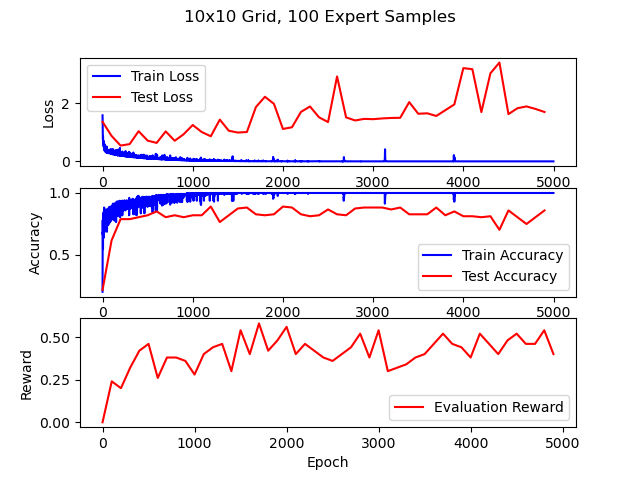 10x10 Grid, 100 Expert Samples
Loss
2
0
Train Loss
Test Loss
0 1000 2000 3000 4000 5000
Accuracy
1.0
0.5
Train Accuracy
Test Accuracy
0 1000 2000 3000 4000 5000
Reward
0.50
0.25
0.00
Evaluation Reward
0 1000 2000 3000 4000 5000
Epoch